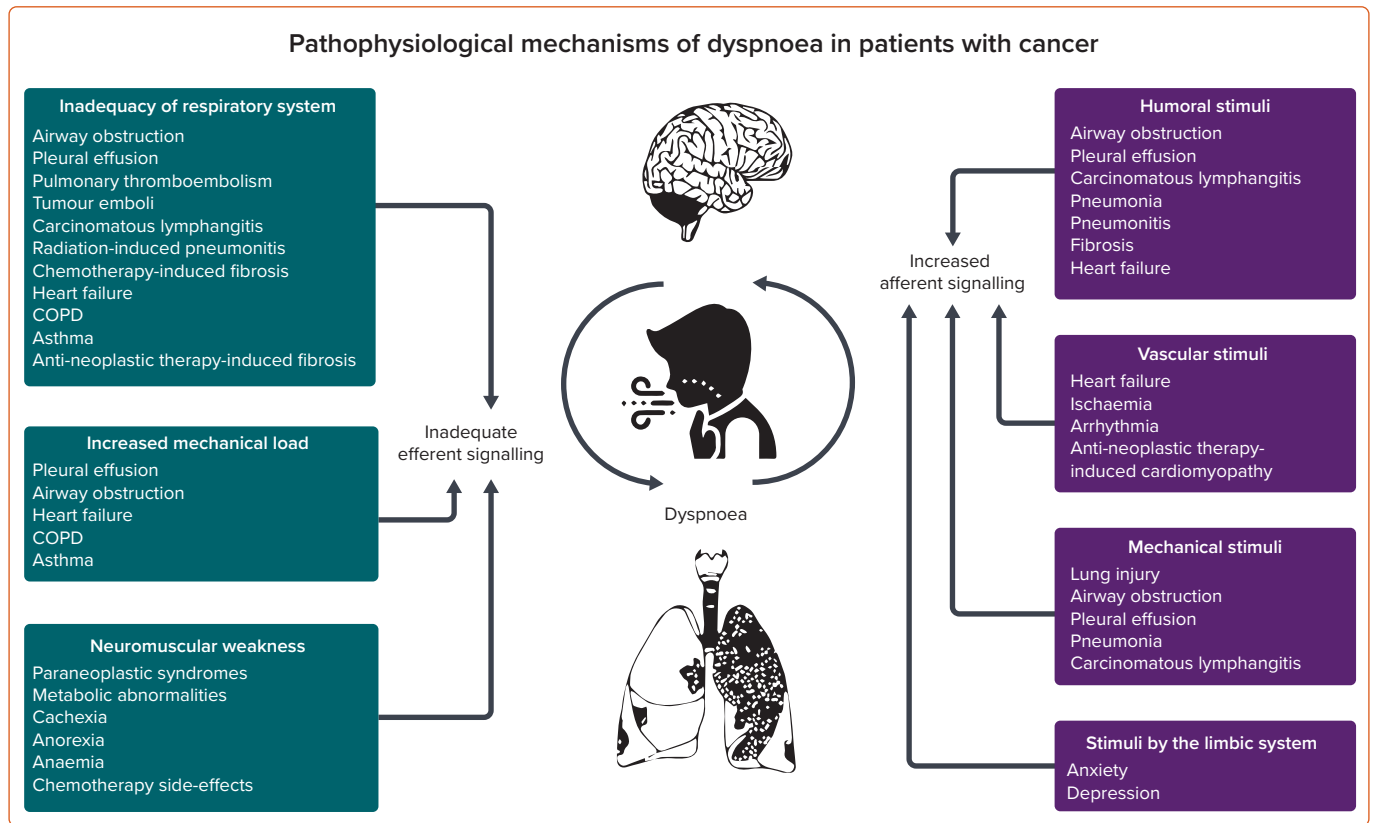 Pathophysiological mechanisms of dyspnoea in patients with cancer
Inadequacy of respiratory system
Airway obstruction
Pleural effusion
Pulmonary thromboembolism
Tumour emboli
Carcinomatous lymphangitis
Radiation-induced pneumonitis
Chemotherapy-induced fibrosis
Heart failure
COPD
Asthma
Anti-neoplastic therapy-induced fibrosis
Increased mechanical load
Pleural effusion
Airway obstruction
Heart failure
COPD
Asthma
Neuromuscular weakness
Paraneoplastic syndromes
Metabolic abnormalities
Cachexia
Anorexia
Anaemia
Chemotherapy side-effects
Inadequate
efferent signalling
Dyspnoea
Increased
afferent signalling
Humoral stimuli
Airway obstruction
Pleural effusion
Carcinomatous lymphangitis
Pneumonia
Pneumonitis
Fibrosis
Heart failure
Vascular stimuli
Heart failure
Ischaemia
Arrhythmia
Anti-neoplastic therapy-
induced cardiomyopathy
Mechanical stimuli
Lung injury
Airway obstruction
Pleural effusion
Pneumonia
Carcinomatous lymphangitis
Stimuli by the limbic system
Anxiety
Depression